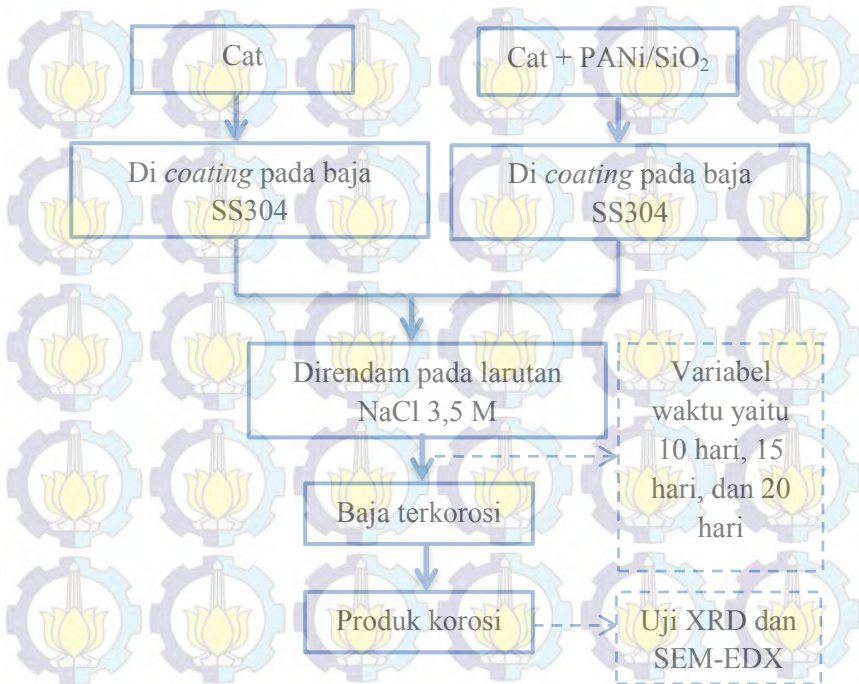 Cat
Cat + PANi/SiO₂
Di coating pada baja
SS304
Di coating pada baja
SS304
Direndam pada larutan
NaCl 3,5 M
Variabel
waktu yaitu
10 hari, 15
hari, dan 20
hari
Baja terkorosi
Produk korosi
Uji XRD dan
SEM-EDX